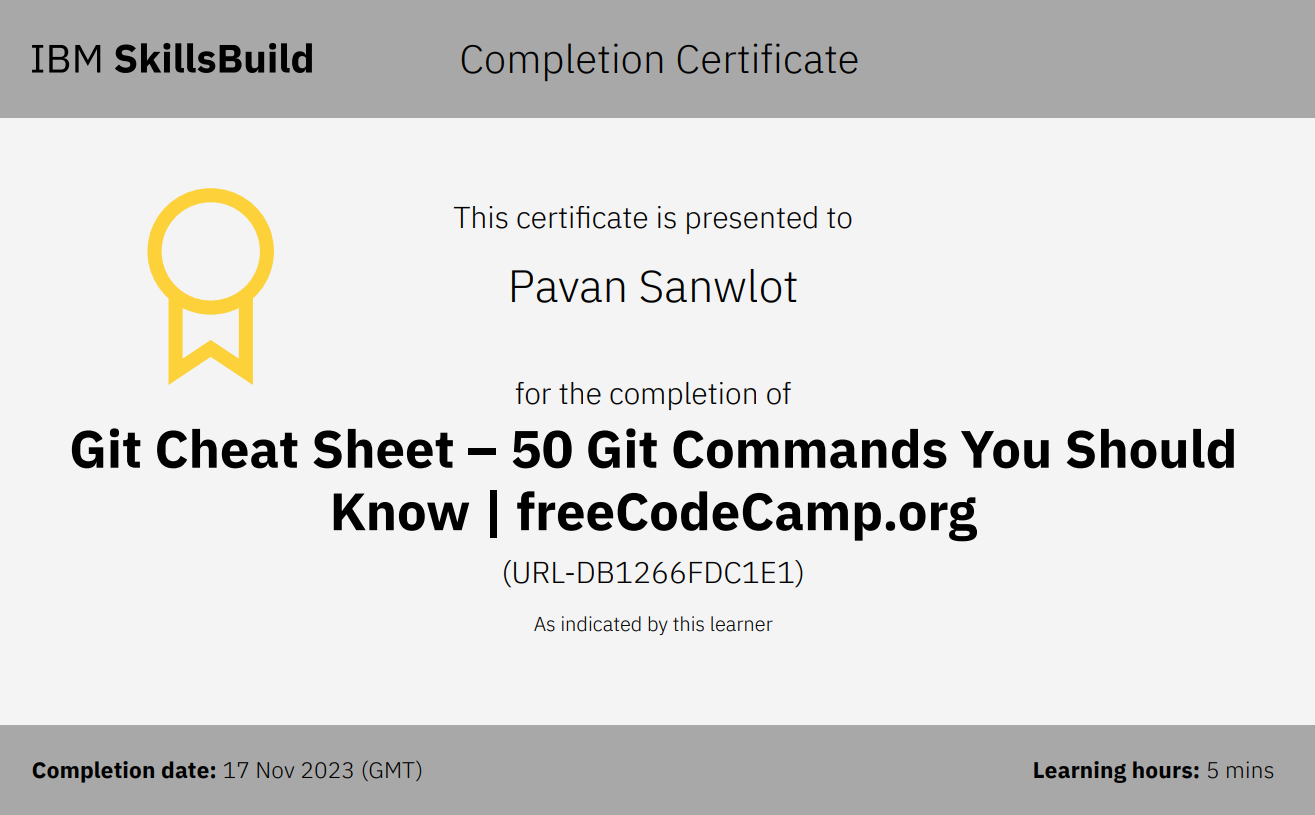 IBM SkillsBuild
Completion Certificate
This certificate is presented to
Pavan Sanwlot
for the completion of
Git Cheat Sheet – 50 Git Commands You Should
Know | freeCodeCamp.org
(URL-DB1266FDC1E1)
As indicated by this learner
Completion date: 17 Nov 2023 (GMT)
Learning hours: 5 mins